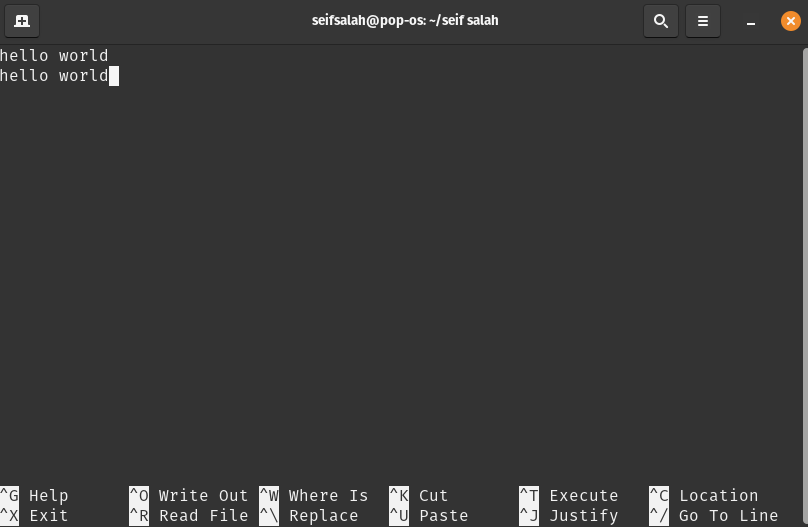 seifsalah@pop-os: ~/seif salah
hello world
hello world
^G Help ^O Write Out ^W Where Is ^K Cut ^T Execute ^C Location
^X Exit ^R Read File ^\ Replace ^U Paste ^J Justify ^/ Go To Line